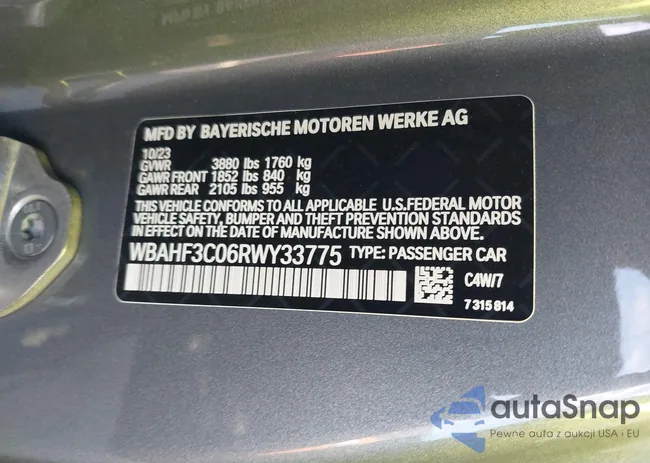 MFD BY BAYERISCHE MOTOREN WERKE AG
10/23
GVWR 3880 lbs 1760 kg
GAWR FRONT 1852 lbs 840 kg
GAWR REAR 2105 lbs 955 kg
THIS VEHICLE CONFORMS TO ALL APPLICABLE U.S.FEDERAL MOTOR
VEHICLE SAFETY, BUMPER AND THEFT PREVENTION STANDARDS
IN EFFECT ON THE DATE OF MANUFACTURE SHOWN ABOVE.
WBAHF3C06RWY33775 TYPE: PASSENGER CAR
C4W/7
7 315 814
autaSnap
Pewne auta z aukcji USA i EU